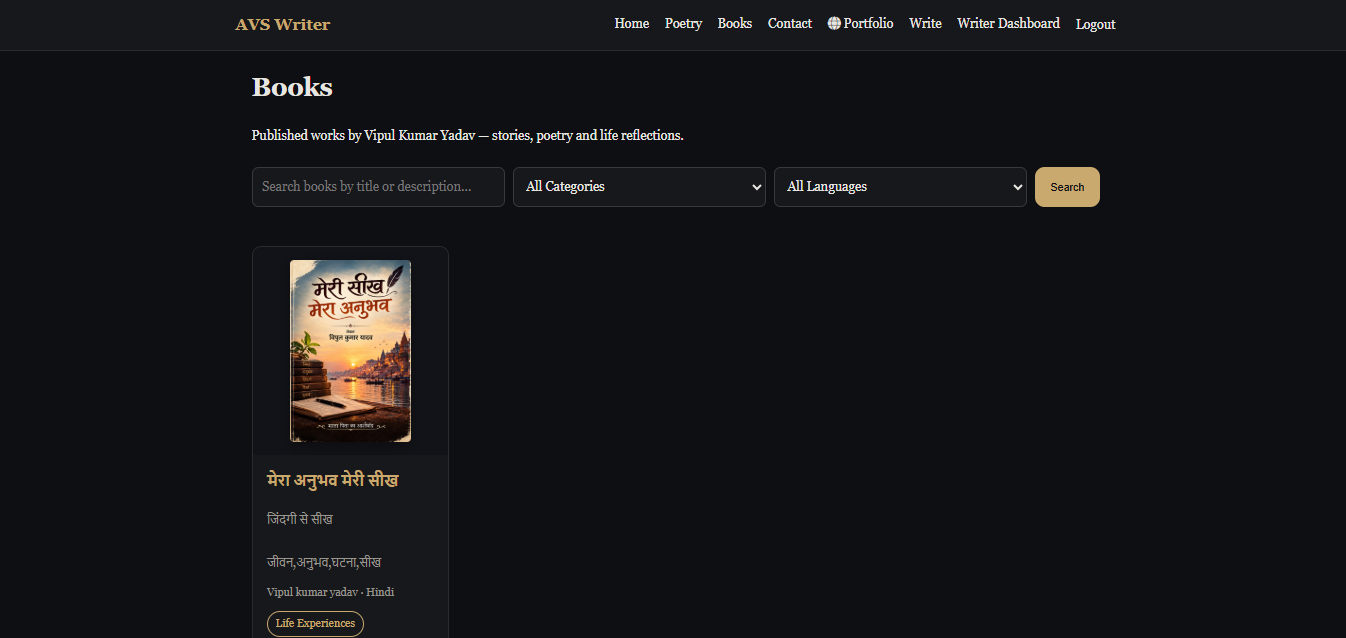 AVS Writer
Home Poetry Books Contact Portfolio Write Writer Dashboard Logout
Books
Published works by Vipul Kumar Yadav — stories, poetry and life reflections.
Search books by title or description... All Categories All Languages Search
मेरी सीख
मेरा अनुभव
विपुल कुमार यादव
माता पिता का आशीर्वाद
मेरा अनुभव मेरी सीख
जिंदगी से सीख
जीवन,अनुभव,घटना,सीख
Vipul kumar yadav · Hindi
Life Experiences